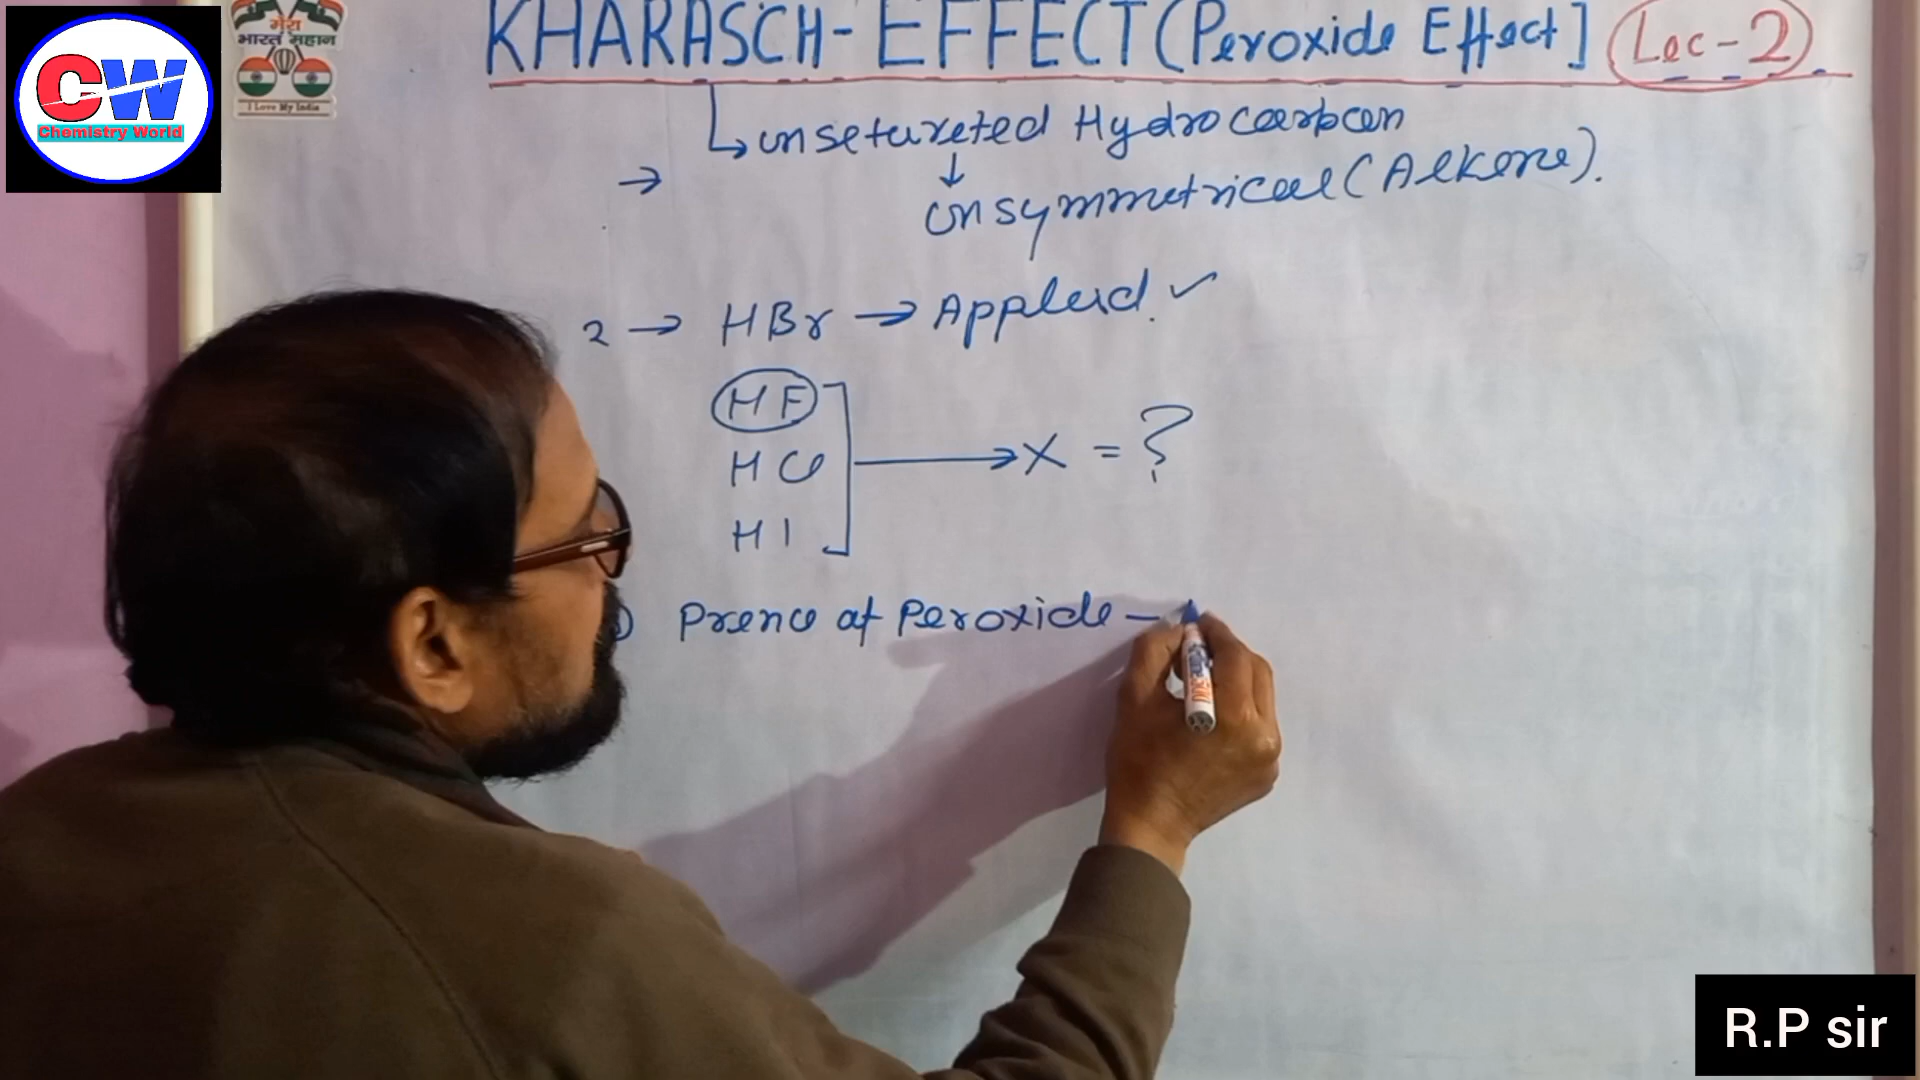 CW
Chemistry World
मेरा
भारत महान
I Love My India
KHARASCH-EFFECT (Peroxide Effect] Lec-2
unsetureted Hydrocarbon
→
unsymmetrical (Alkene).
2 → HBr → Applied. ✓
HF
HCl → X = ?
HI
Prence of Peroxide –
R.P sir